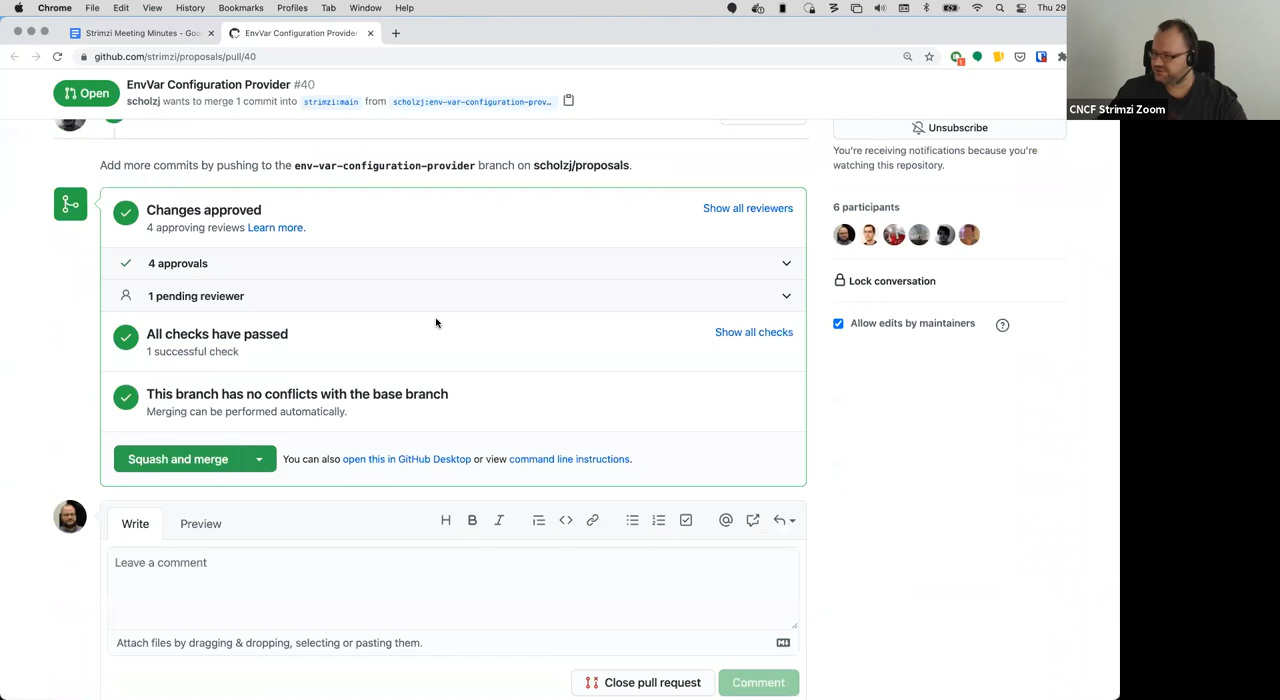 Chrome File Edit View History Bookmarks Profiles Tab Window Help Thu 29
Strimzi Meeting Minutes - Goo
EnvVar Configuration Provider
github.com/strimzi/proposals/pull/40
Open
EnvVar Configuration Provider #40
scholzj wants to merge 1 commit into strimzi:main from scholzj:env-var-configuration-prov…
CNCF Strimzi Zoom
Unsubscribe
You're receiving notifications because you're
watching this repository.
Add more commits by pushing to the env-var-configuration-provider branch on scholzj/proposals.
Changes approved
Show all reviewers
4 approving reviews Learn more.
4 approvals
1 pending reviewer
All checks have passed
Show all checks
1 successful check
This branch has no conflicts with the base branch
Merging can be performed automatically.
Squash and merge
You can also open this in GitHub Desktop or view command line instructions.
6 participants
Lock conversation
Allow edits by maintainers
Write Preview
Leave a comment
Attach files by dragging & dropping, selecting or pasting them.
Close pull request
Comment